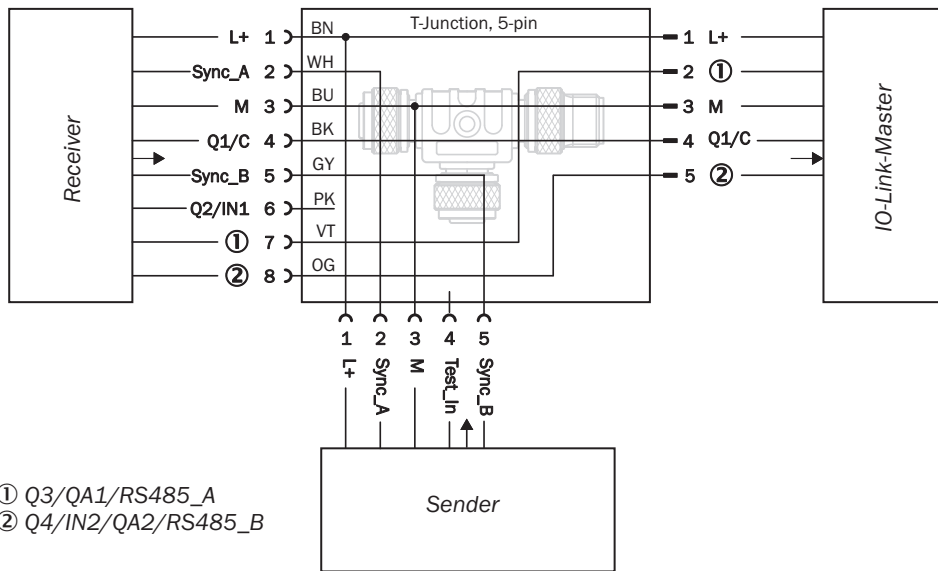 T-Junction, 5-pin
L+ 1 BN 1 L+
Sync_A 2 WH 2 ①
M 3 BU 3 M
Q1/C 4 BK 4 Q1/C
Sync_B 5 GY 5 ②
Q2/IN1 6 PK
① 7 VT
② 8 OG
Receiver
IO-Link-Master
1 2 3 4 5
L+
Sync_A
M
Test_In
Sync_B
Sender
① Q3/QA1/RS485_A
② Q4/IN2/QA2/RS485_B